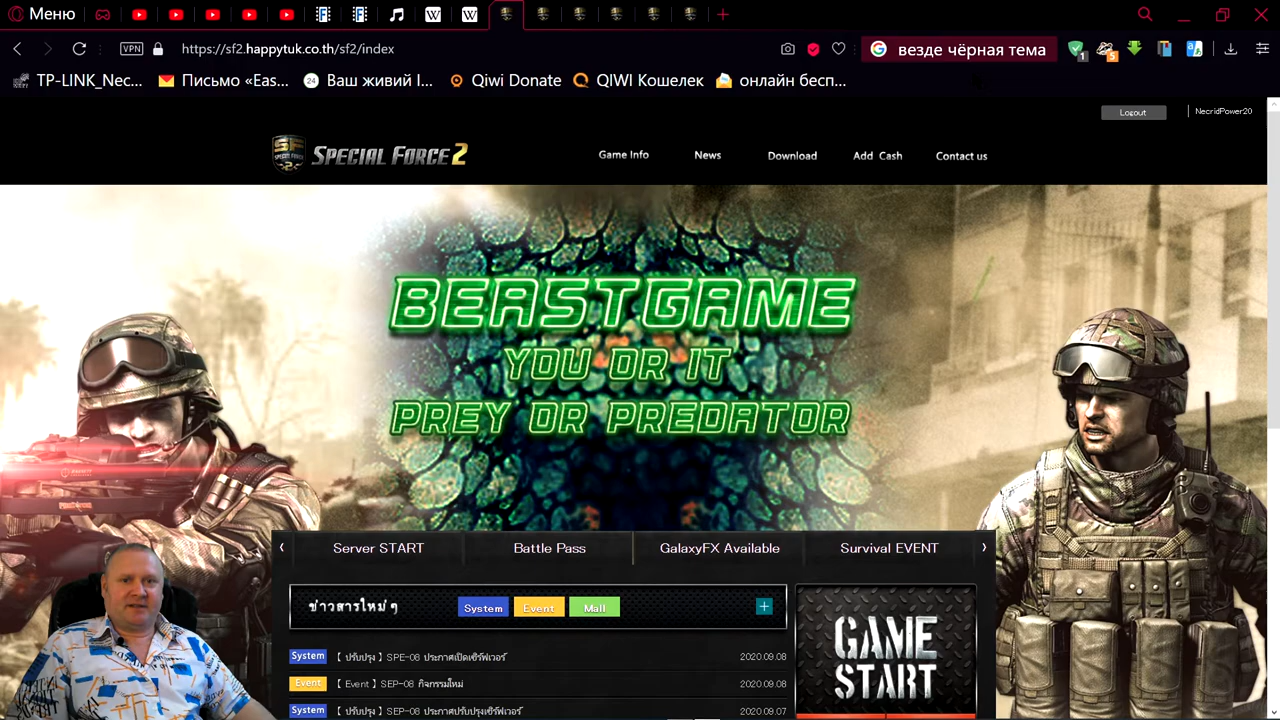 Меню
VPN
https://sf2.happytuk.co.th/sf2/index
везде чёрная тема
1
5
TP-LINK_Nec...
Письмо «Eas...
24
Ваш живий І...
Qiwi Donate
QIWI Кошелек
онлайн бесп...
Logout
NecridPower20
SPECIAL FORCE 2
Game Info
News
Download
Add Cash
Contact us
BEASTGAME
YOU OR IT
PREY OR PREDATOR
Server START
Battle Pass
GalaxyFX Available
Survival EVENT
ข่าวสารใหม่ ๆ
System
Event
Mall
System 【 ปรับปรุง 】 SPE-08 ประกาศเปิดเซิร์ฟเวอร์ 2020.09.08
Event 【 Event 】 SEP-08 กิจกรรมใหม่ 2020.09.08
System 【 ปรับปรุง 】 SEP-08 ประกาศปรับปรุงเซิร์ฟเวอร์ 2020.09.07
GAME
START